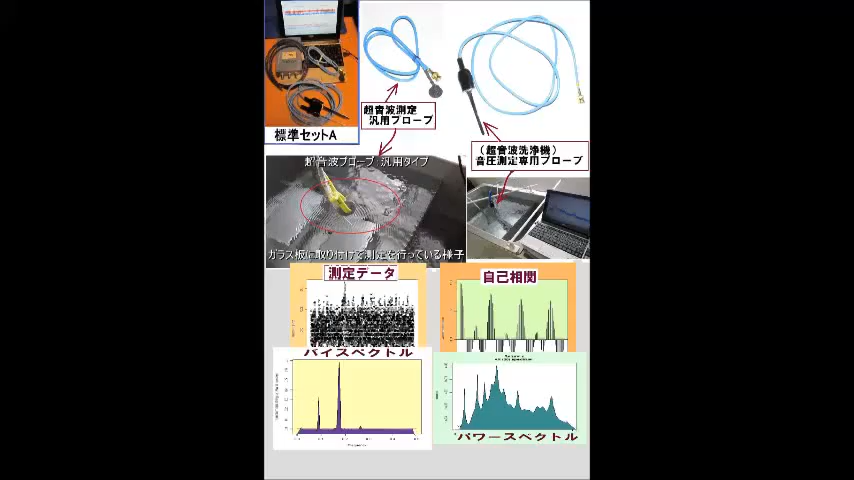 標準セットA
超音波測定
汎用プローブ
(超音波洗浄機)
音圧測定専用プローブ
超音波プローブ 汎用タイプ
ガラス板に取り付けて測定を行っている様子
測定データ
自己相関
バイスペクトル
パワースペクトル